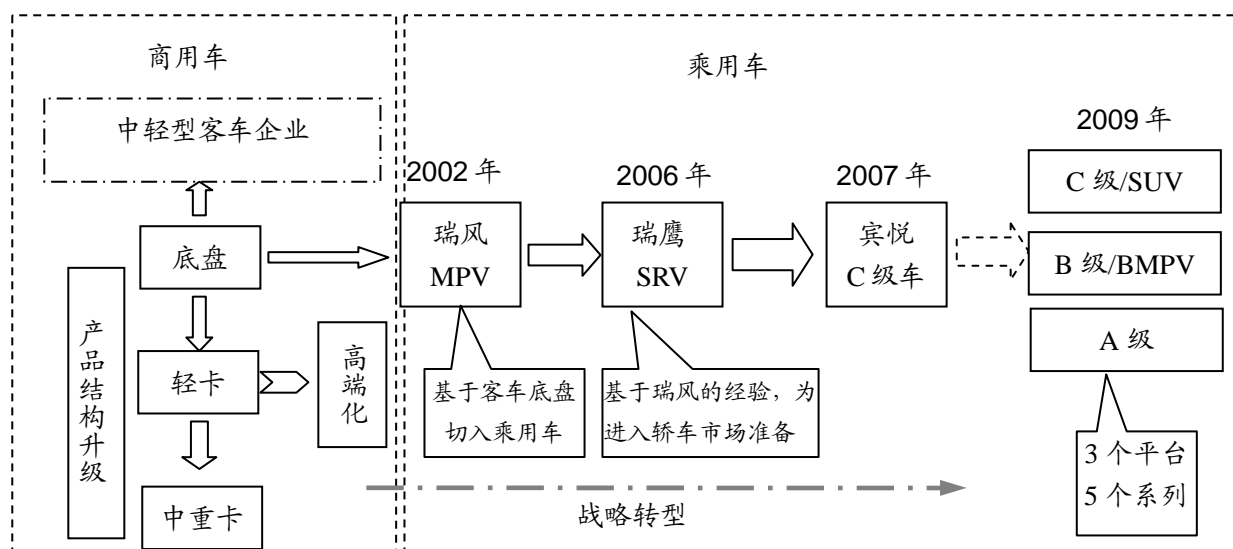 商用车
中轻型客车企业
底盘
产品结构升级
轻卡
高端化
中重卡
乘用车
2002 年
瑞风
MPV
2006 年
瑞鹰
SRV
2007 年
宾悦
C 级车
2009 年
C 级/SUV
B 级/BMPV
A 级
基于客车底盘
切入乘用车
基于瑞风的经验，为
进入轿车市场准备
3 个平台
5 个系列
战略转型